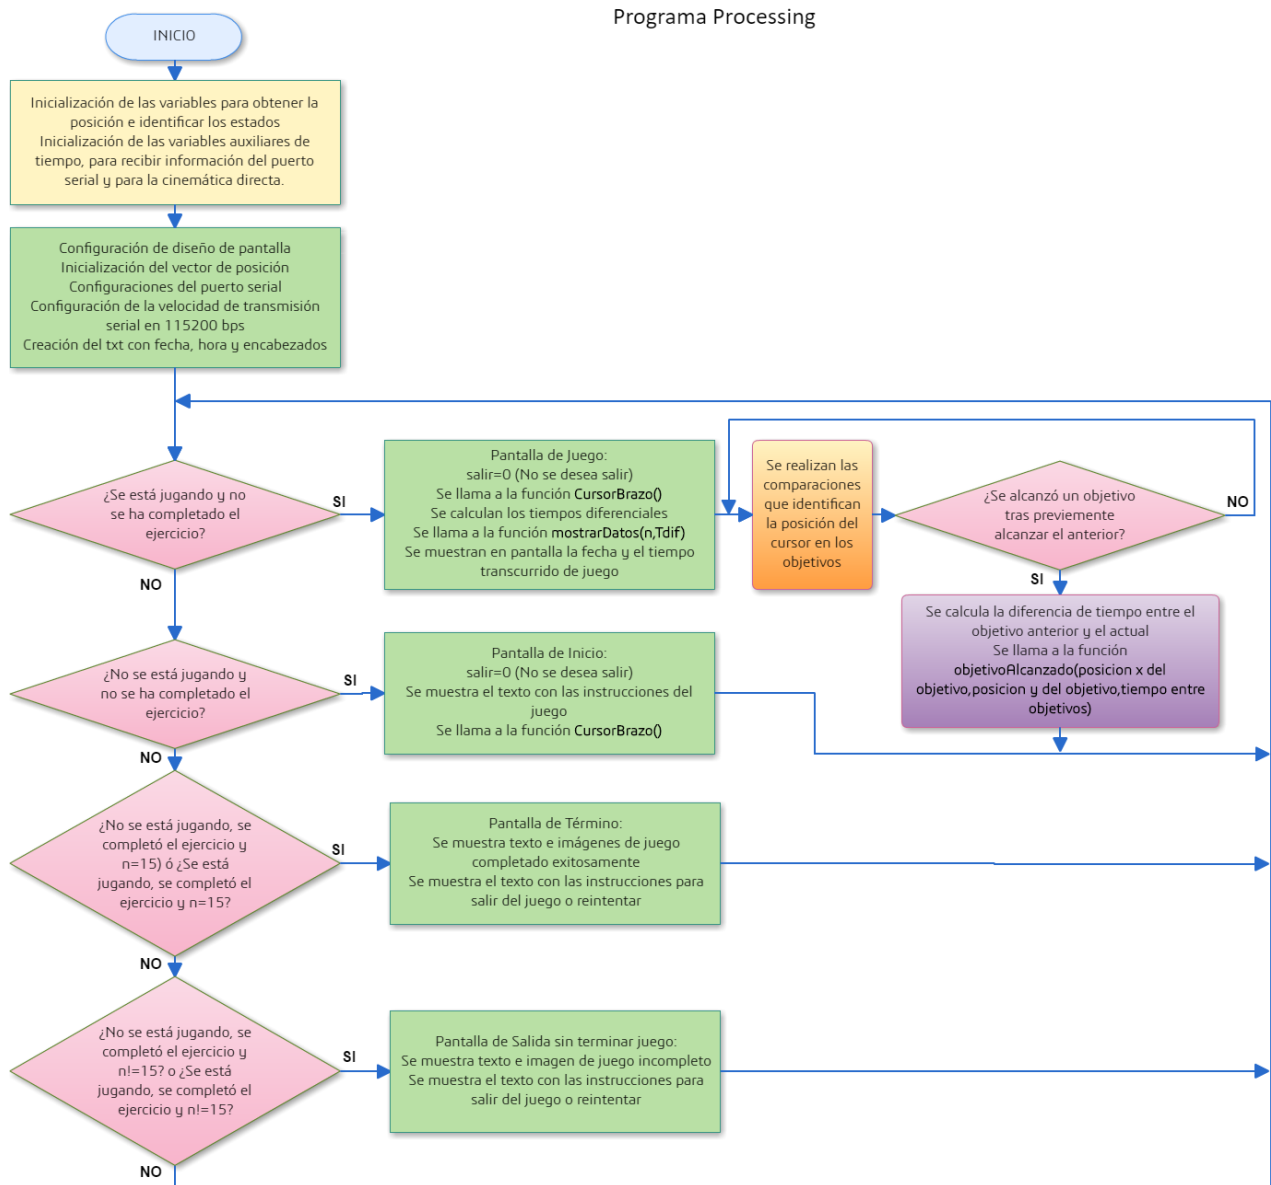 Programa Processing
INICIO
Inicialización de las variables para obtener la
posición e identificar los estados
Inicialización de las variables auxiliares de
tiempo, para recibir información del puerto
serial y para la cinemática directa.
Configuración de diseño de pantalla
Inicialización del vector de posición
Configuraciones del puerto serial
Configuración de la velocidad de transmisión
serial en 115200 bps
Creación del txt con fecha, hora y encabezados
¿Se está jugando y no
se ha completado el
ejercicio?
SI
NO
Pantalla de Juego:
salir=0 (No se desea salir)
Se llama a la función CursorBrazo()
Se calculan los tiempos diferenciales
Se llama a la función mostrarDatos(n,Tdif)
Se muestran en pantalla la fecha y el tiempo
transcurrido de juego
Se realizan las
comparaciones
que identifican
la posición del
cursor en los
objetivos
¿Se alcanzó un objetivo
tras previemente
alcanzar el anterior?
NO
SI
Se calcula la diferencia de tiempo entre el
objetivo anterior y el actual
Se llama a la función
objetivoAlcanzado(posicion x del
objetivo,posicion y del objetivo,tiempo entre
objetivos)
¿No se está jugando y
no se ha completado el
ejercicio?
SI
NO
Pantalla de Inicio:
salir=0 (No se desea salir)
Se muestra el texto con las instrucciones del
juego
Se llama a la función CursorBrazo()
¿No se está jugando, se
completó el ejercicio y
n=15) ó ¿Se está
jugando, se completó el
ejercicio y n=15?
SI
NO
Pantalla de Término:
Se muestra texto e imágenes de juego
completado exitosamente
Se muestra el texto con las instrucciones para
salir del juego o reintentar
¿No se está jugando, se
completó el ejercicio y
n!=15? o ¿Se está
jugando, se completó el
ejercicio y n!=15?
SI
NO
Pantalla de Salida sin terminar juego:
Se muestra texto e imagen de juego incompleto
Se muestra el texto con las instrucciones para
salir del juego o reintentar